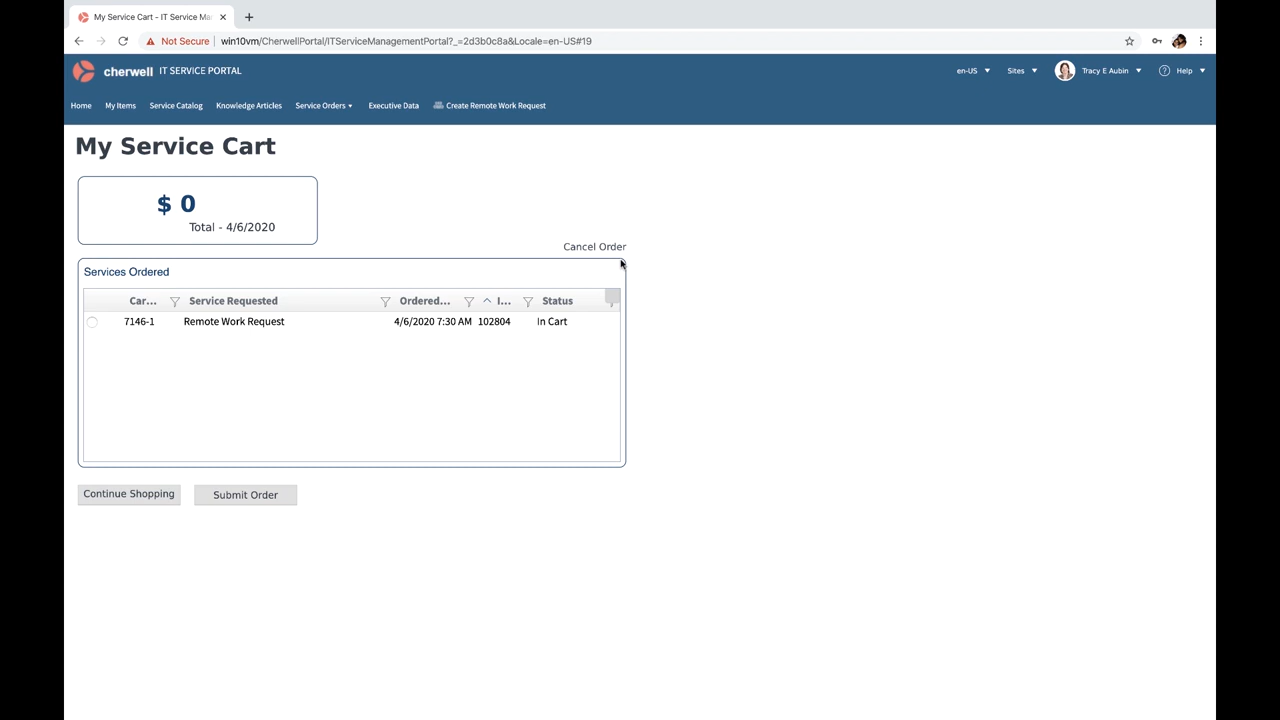 My Service Cart - IT Service Ma
Not Secure win10vm/CherwellPortal/ITServiceManagementPortal?_=2d3b0c8a&Locale=en-US#19
cherwell IT SERVICE PORTAL en-US Sites Tracy E Aubin Help
Home My Items Service Catalog Knowledge Articles Service Orders Executive Data Create Remote Work Request
My Service Cart
$ 0
Total - 4/6/2020
Cancel Order
Services Ordered
Car... Service Requested Ordered... I... Status
7146-1 Remote Work Request 4/6/2020 7:30 AM 102804 In Cart
Continue Shopping Submit Order